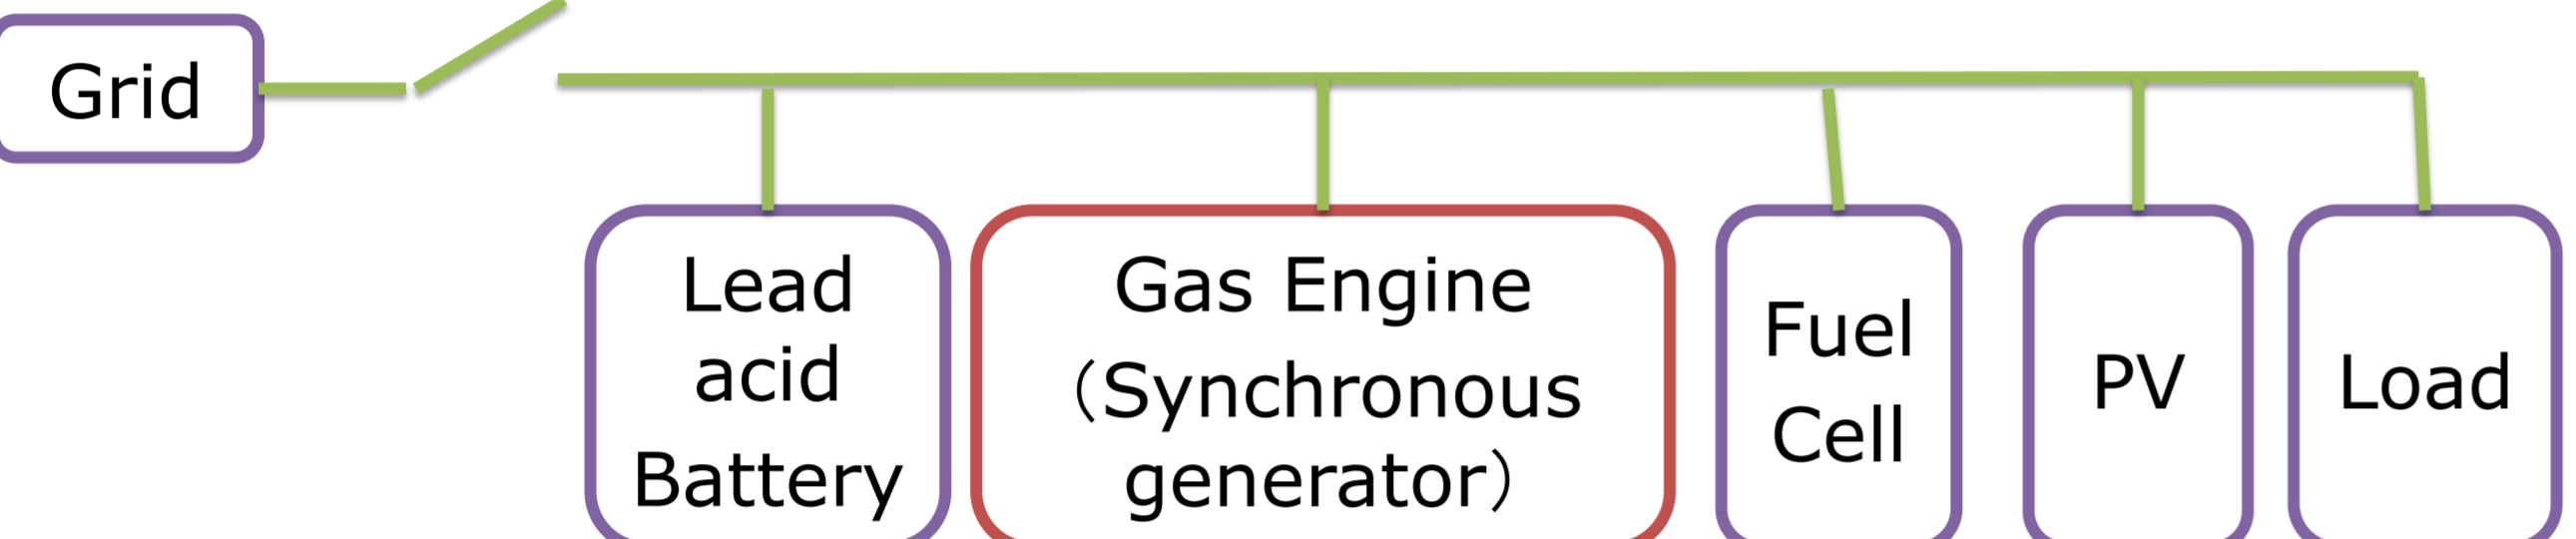 Grid
Lead
acid
Battery
Gas Engine
（Synchronous
generator）
Fuel
Cell
PV
Load